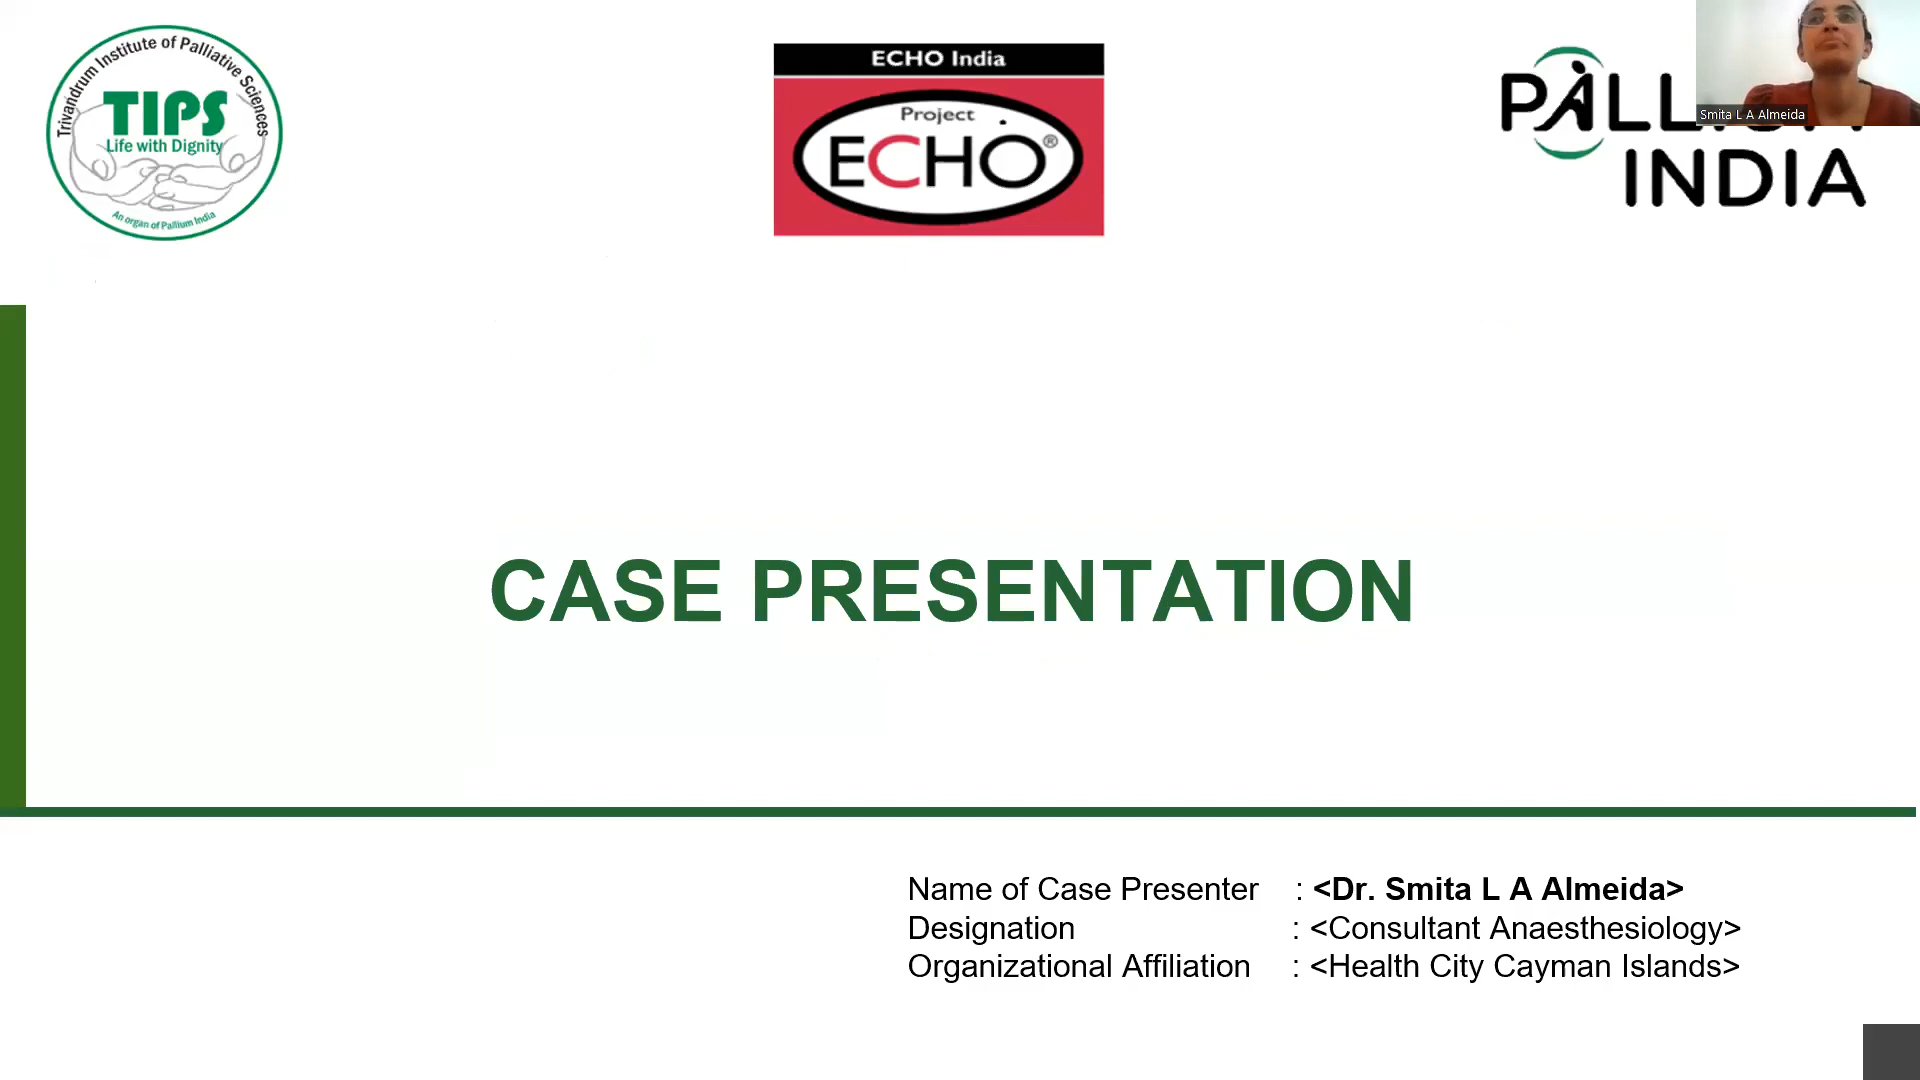 Trivandrum Institute of Palliative Sciences
TIPS
Life with Dignity
An organ of Pallium India
ECHO India
Project
ECHO®
INDIA
Smita L A Almeida
CASE PRESENTATION
Name of Case Presenter : <Dr. Smita L A Almeida>
Designation : <Consultant Anaesthesiology>
Organizational Affiliation : <Health City Cayman Islands>